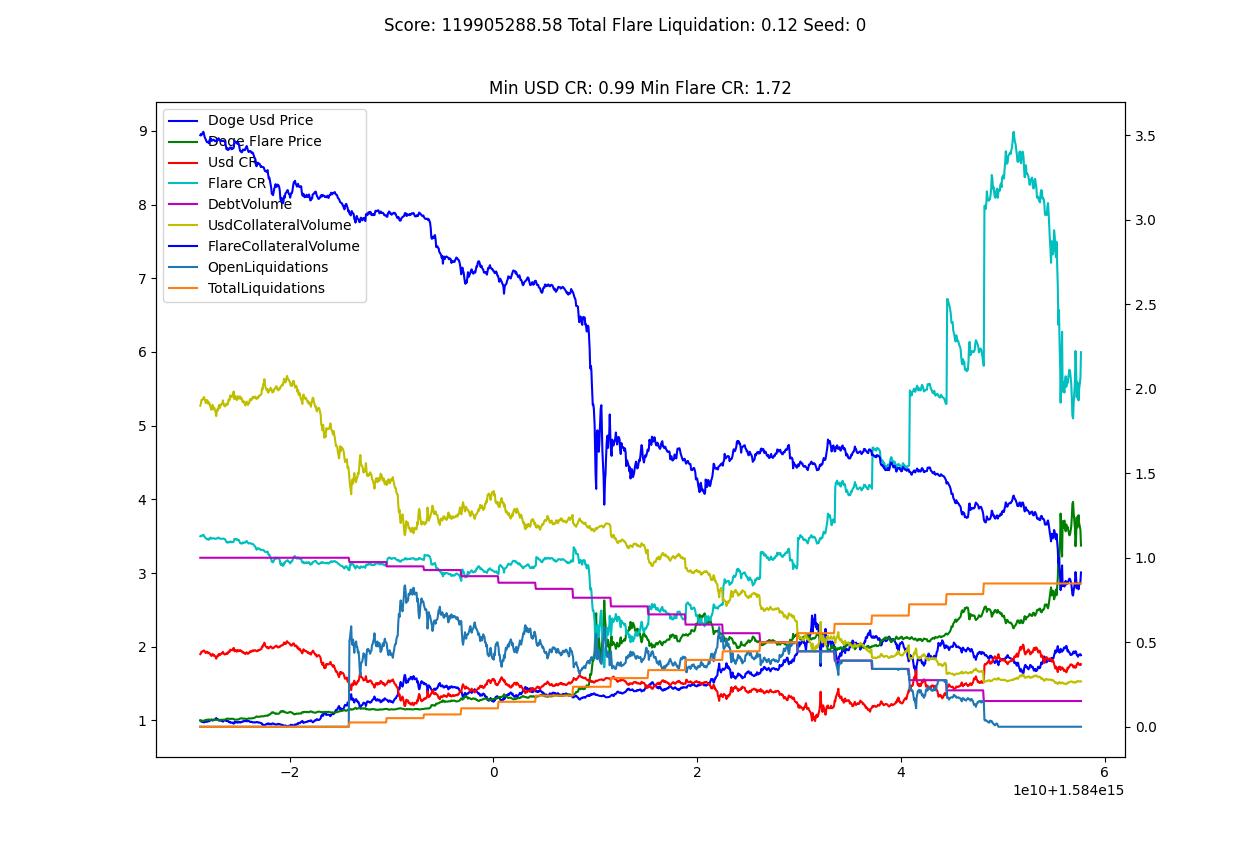 Score: 119905288.58 Total Flare Liquidation: 0.12 Seed: 0
Min USD CR: 0.99 Min Flare CR: 1.72
Doge Usd Price
Doge Flare Price
Usd CR
Flare CR
DebtVolume
UsdCollateralVolume
FlareCollateralVolume
OpenLiquidations
TotalLiquidations
9
8
7
6
5
4
3
2
1
3.5
3.0
2.5
2.0
1.5
1.0
0.5
0.0
−2 0 2 4 6
1e10+1.584e15